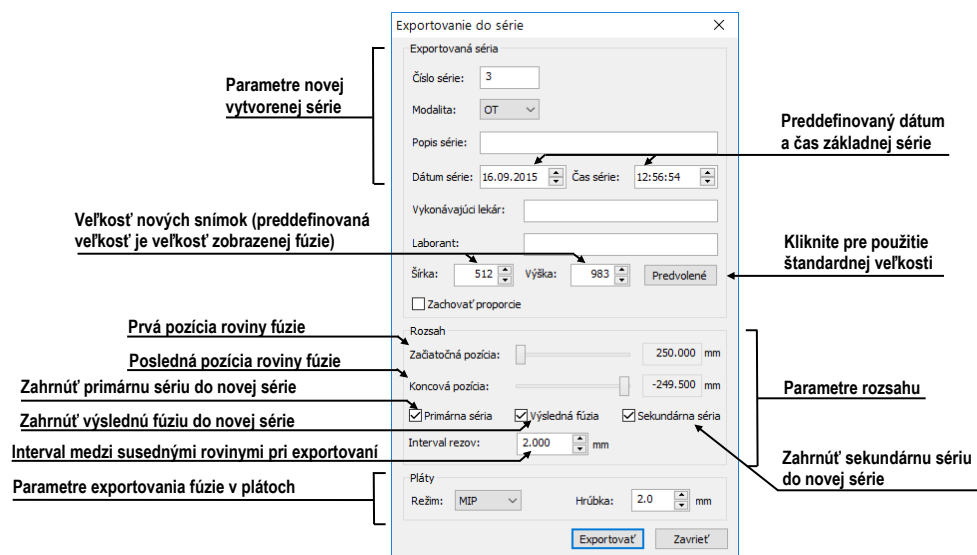 Exportovanie do série
Exportovaná séria
Číslo série: 3
Parametre novej
vytvorenej série
Modalita: OT
Preddefinovaný dátum
a čas základnej série
Popis série:
Dátum série: 16.09.2015 Čas série: 12:56:54
Vykonávajúci lekár:
Veľkosť nových snímok (preddefinovaná
veľkosť je veľkosť zobrazenej fúzie)
Laborant:
Kliknite pre použitie
štandardnej veľkosti
Šírka: 512 Výška: 983 Predvolené
Zachovať proporcie
Prvá pozícia roviny fúzie
Rozsah
Začiatočná pozícia: 250.000 mm
Posledná pozícia roviny fúzie
Koncová pozícia: -249.500 mm
Zahrnúť primárnu sériu do novej série
Parametre rozsahu
Primárna séria Výsledná fúzia Sekundárna séria
Zahrnúť výslednú fúziu do novej série
Interval rezov: 2.000 mm
Interval medzi susednými rovinymi pri exportovaní
Zahrnúť sekundárnu sériu
do novej série
Parametre exportovania fúzie v plátoch
Pláty
Režim: MIP Hrúbka: 2.0 mm
Exportovať Zavrieť